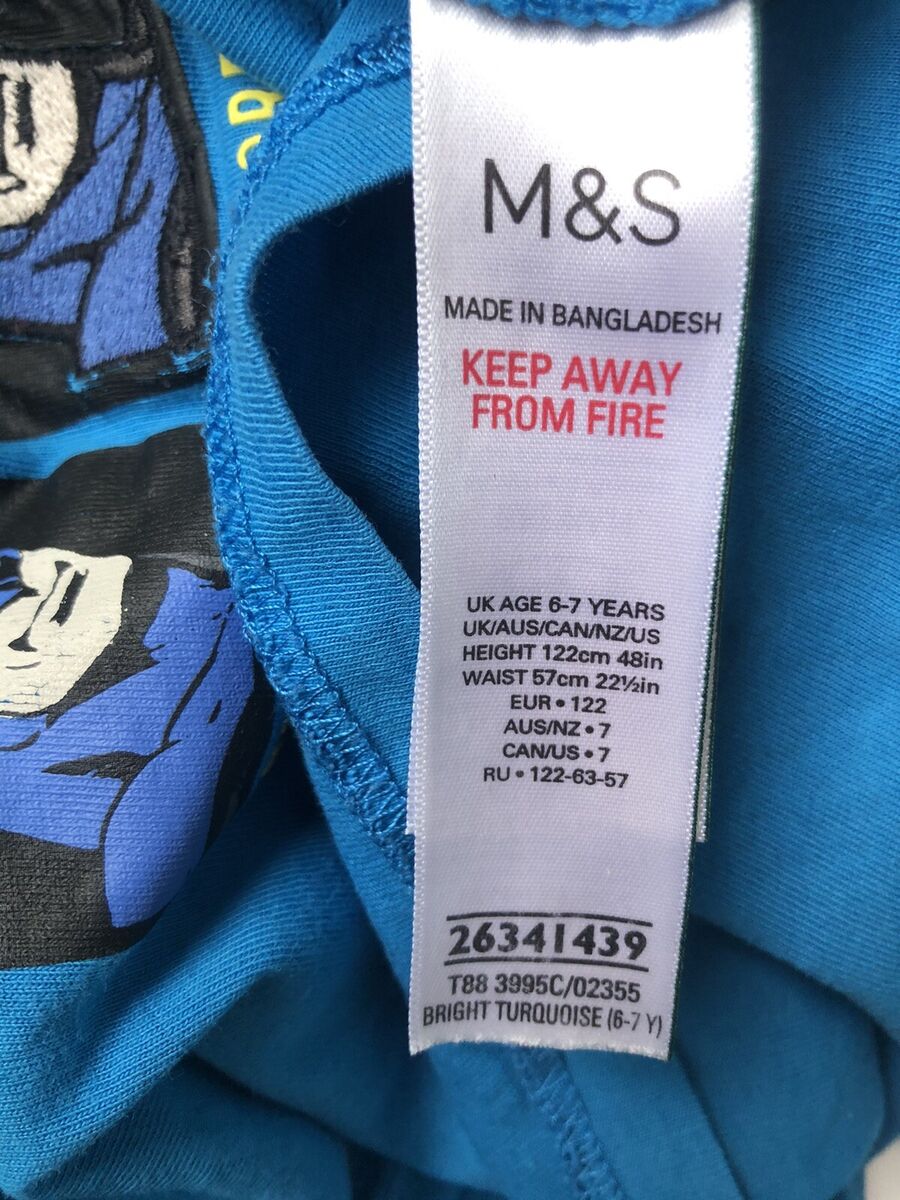 M&S
MADE IN BANGLADESH
KEEP AWAY
FROM FIRE
UK AGE 6-7 YEARS
UK/AUS/CAN/NZ/US
HEIGHT 122cm 48in
WAIST 57cm 22½in
EUR • 122
AUS/NZ • 7
CAN/US • 7
RU • 122-63-57
26341439
T88 3995C/02355
BRIGHT TURQUOISE (6-7 Y)